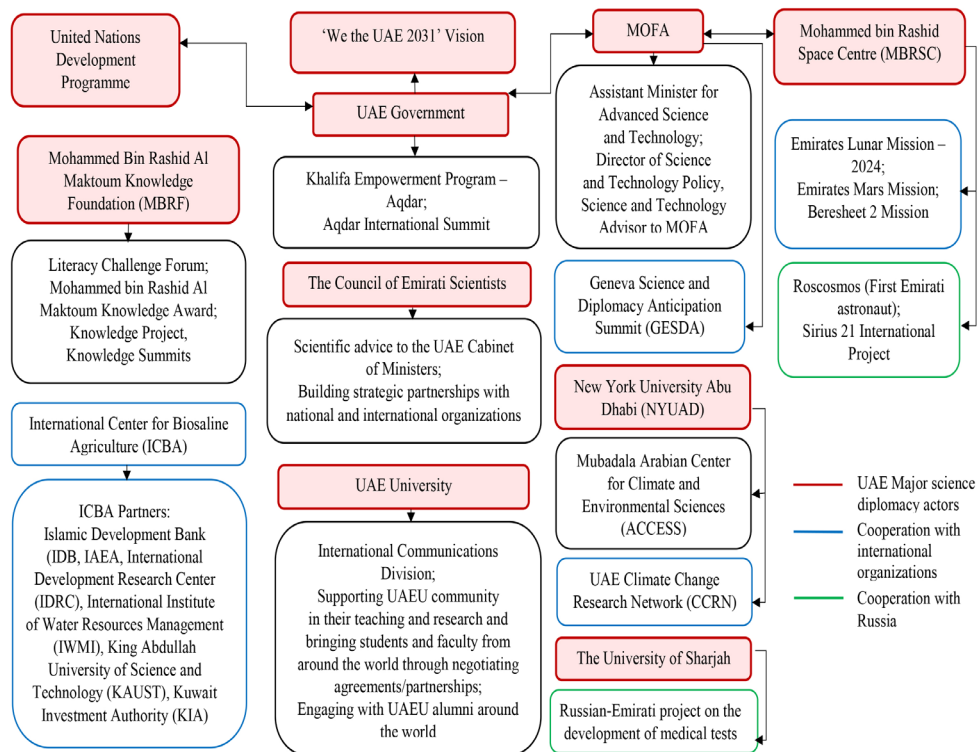 United Nations
Development
Programme
'We the UAE 2031' Vision
MOFA
Mohammed bin Rashid
Space Centre (MBRSC)
UAE Government
Assistant Minister for
Advanced Science
and Technology;
Director of Science
and Technology Policy,
Science and Technology
Advisor to MOFA
Emirates Lunar Mission –
2024;
Emirates Mars Mission;
Beresheet 2 Mission
Mohammed Bin Rashid Al
Maktoum Knowledge
Foundation (MBRF)
Khalifa Empowerment Program –
Aqdar;
Aqdar International Summit
Literacy Challenge Forum;
Mohammed bin Rashid Al
Maktoum Knowledge Award;
Knowledge Project,
Knowledge Summits
The Council of Emirati Scientists
Geneva Science and
Diplomacy Anticipation
Summit (GESDA)
Roscosmos (First Emirati
astronaut);
Sirius 21 International
Project
Scientific advice to the UAE Cabinet
of Ministers;
Building strategic partnerships with
national and international organizations
New York University Abu
Dhabi (NYUAD)
International Center for Biosaline
Agriculture (ICBA)
Mubadala Arabian Center
for Climate and
Environmental Sciences
(ACCESS)
UAE University
ICBA Partners:
Islamic Development Bank
(IDB, IAEA, International
Development Research Center
(IDRC), International Institute
of Water Resources Management
(IWMI), King Abdullah
University of Science and
Technology (KAUST), Kuwait
Investment Authority (KIA)
International Communications
Division;
Supporting UAEU community
in their teaching and research and
bringing students and faculty from
around the world through negotiating
agreements/partnerships;
Engaging with UAEU alumni around
the world
UAE Climate Change
Research Network (CCRN)
The University of Sharjah
Russian-Emirati project on the
development of medical tests
UAE Major science
diplomacy actors
Cooperation with
international
organizations
Cooperation with
Russia